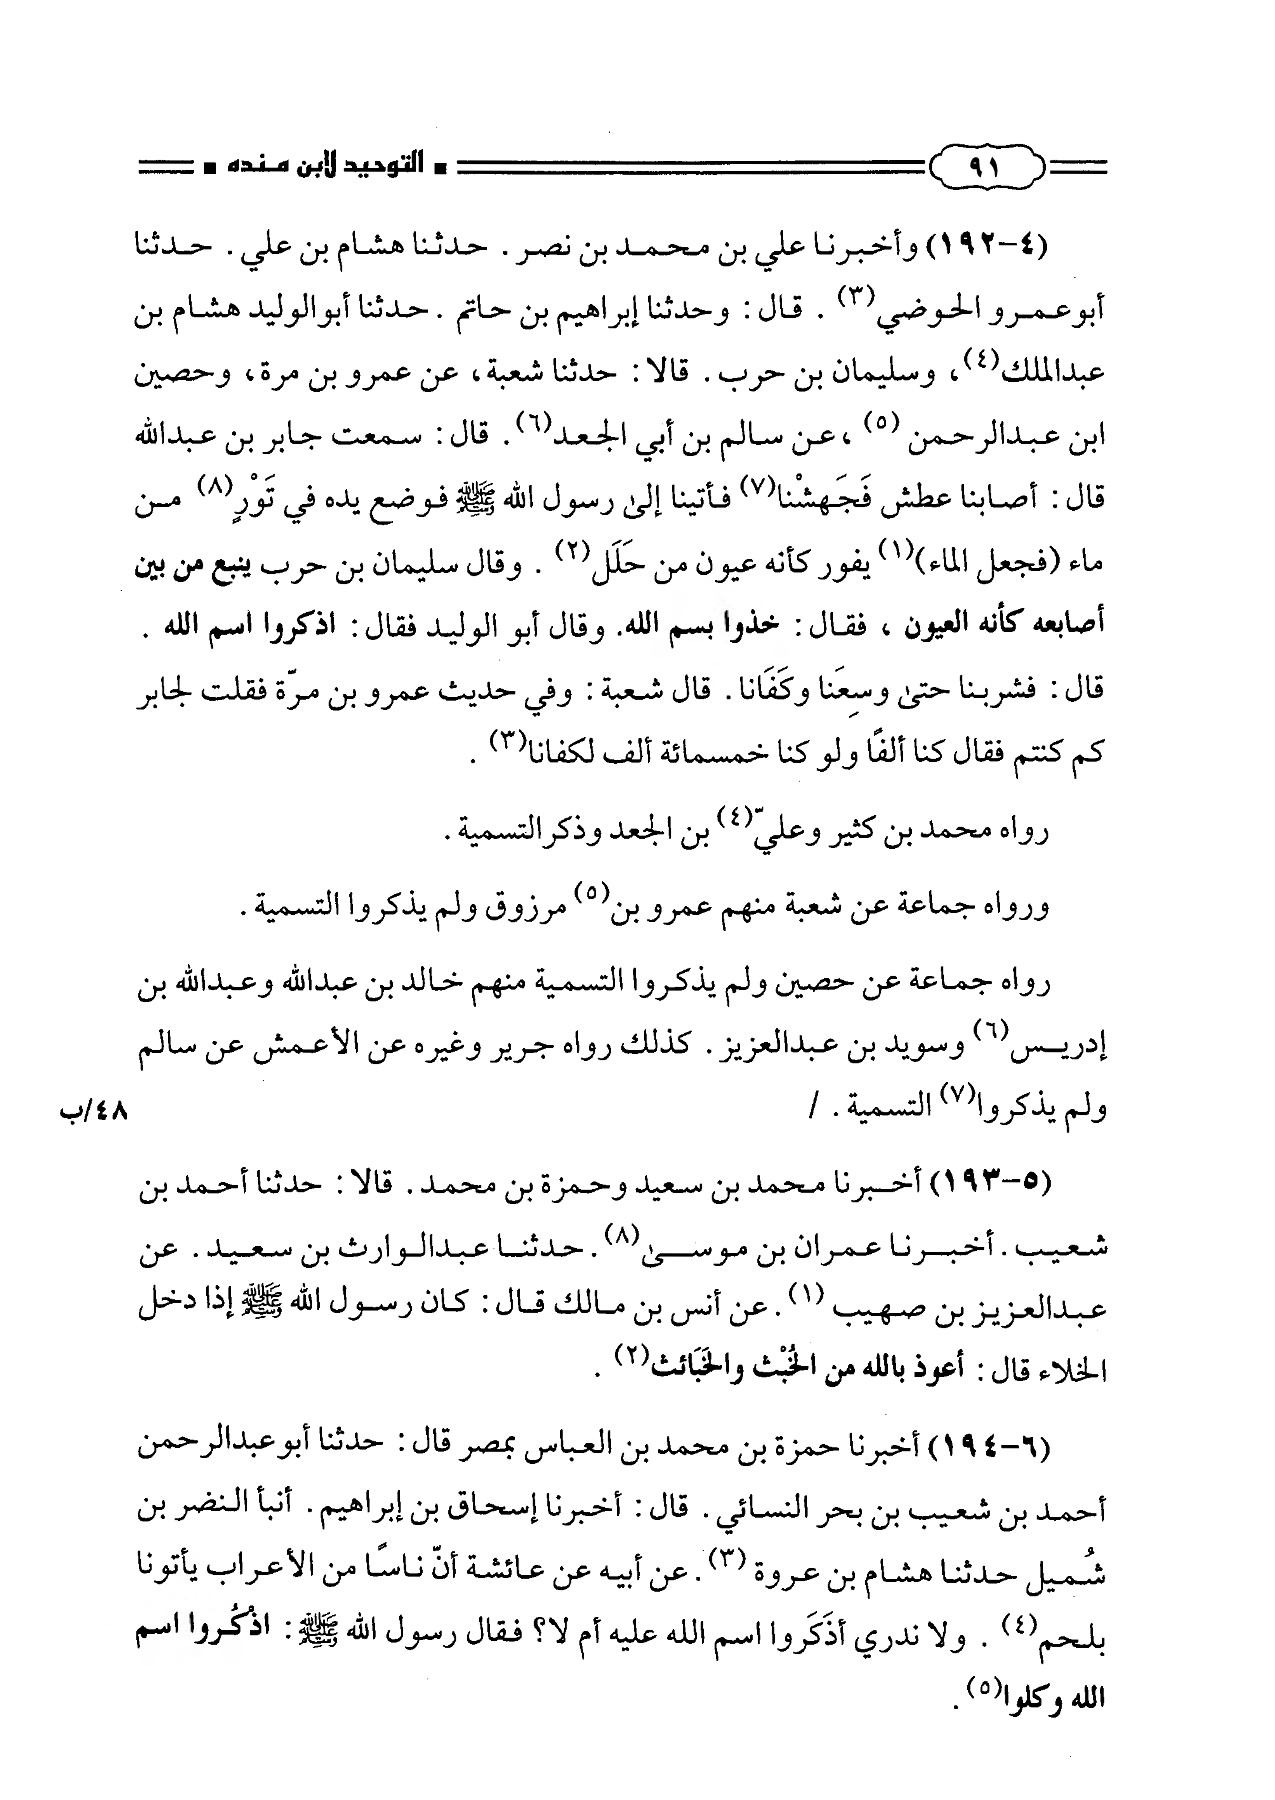 ٩١ ▪ التوحيد لابن منده ▪
(٤-١٩٢) وأخبرنا علي بن محمد بن نصر . حدثنا هشام بن علي . حدثنا
أبوعمرو الحوضي(٣) . قال : وحدثنا إبراهيم بن حاتم . حدثنا أبوالوليد هشام بن
عبدالملك(٤)، وسليمان بن حرب . قالا : حدثنا شعبة ، عن عمرو بن مرة ، وحصين
ابن عبدالرحمن(٥) ، عن سالم بن أبي الجعد(٦). قال : سمعت جابر بن عبدالله
قال : أصابنا عطش فَجَهشْنا(٧) فأتينا إلى رسول الله ﷺ فوضع يده في تَوْرٍ(٨) من
ماء (فجعل الماء)(١) يفور كأنه عيون من خَلَل(٢) . وقال سليمان بن حرب ينبع من بين
أصابعه كأنه العيون ، فقال : خذوا بسم الله. وقال أبو الوليد فقال : اذكروا اسم الله .
قال : فشربنا حتى وسِعَنا وكَفَانا . قال شعبة : وفي حديث عمرو بن مرّة فقلت لجابر
كم كنتم فقال كنا ألفًا ولو كنا خمسمائة ألف لكفانا(٣) .
رواه محمد بن كثير وعليّ(٤) بن الجعد وذكرالتسمية .
ورواه جماعة عن شعبة منهم عمرو بن(٥) مرزوق ولم يذكروا التسمية .
رواه جماعة عن حصين ولم يذكروا التسمية منهم خالد بن عبدالله وعبدالله بن
إدريس(٦) وسويد بن عبدالعزيز . كذلك رواه جرير وغيره عن الأعمش عن سالم
ولم يذكروا(٧) التسمية . /
٤٨/ب
(٥-١٩٣) أخبرنا محمد بن سعيد وحمزة بن محمد . قالا : حدثنا أحمد بن
شعيب . أخبرنا عمران بن موسى(٨). حدثنا عبدالوارث بن سعيد . عن
عبدالعزيز بن صهيب(١). عن أنس بن مالك قال : كان رسول الله ﷺ إذا دخل
الخلاء قال : أعوذ بالله من الخُبْث والخَبَائث(٢) .
(٦-١٩٤) أخبرنا حمزة بن محمد بن العباس بمصر قال : حدثنا أبوعبدالرحمن
أحمد بن شعيب بن بحر النسائي . قال : أخبرنا إسحاق بن إبراهيم . أنبأ النضر بن
شُميل حدثنا هشام بن عروة(٣). عن أبيه عن عائشة أنّ ناسًا من الأعراب يأتونا
بلحم(٤) . ولا ندري أذَكَروا اسم الله عليه أم لا؟ فقال رسول الله ﷺ : اذْكُروا اسم
الله وكلوا(٥).